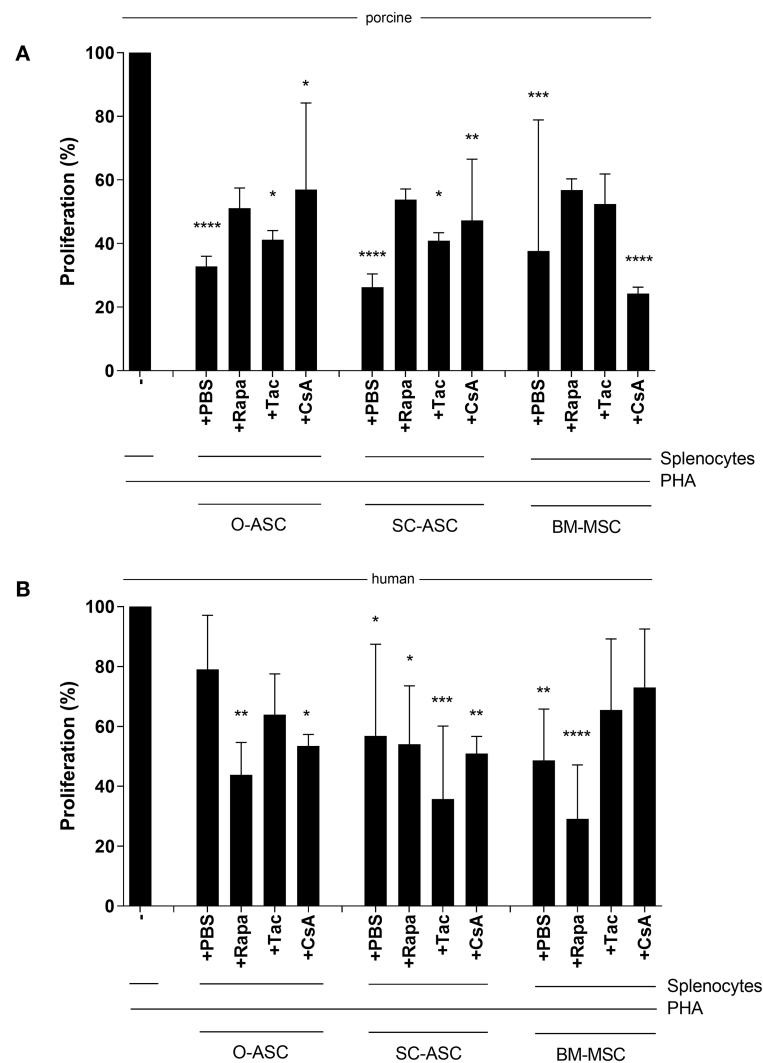 porcine
A
Proliferation (%)
100
80
60
40
20
0
****
*
*
****
*
**
***
****
-
+PBS
+Rapa
+Tac
+CsA
+PBS
+Rapa
+Tac
+CsA
+PBS
+Rapa
+Tac
+CsA
Splenocytes
PHA
O-ASC
SC-ASC
BM-MSC
B
human
Proliferation (%)
100
80
60
40
20
0
**
*
*
*
***
**
**
****
-
+PBS
+Rapa
+Tac
+CsA
+PBS
+Rapa
+Tac
+CsA
+PBS
+Rapa
+Tac
+CsA
Splenocytes
PHA
O-ASC
SC-ASC
BM-MSC